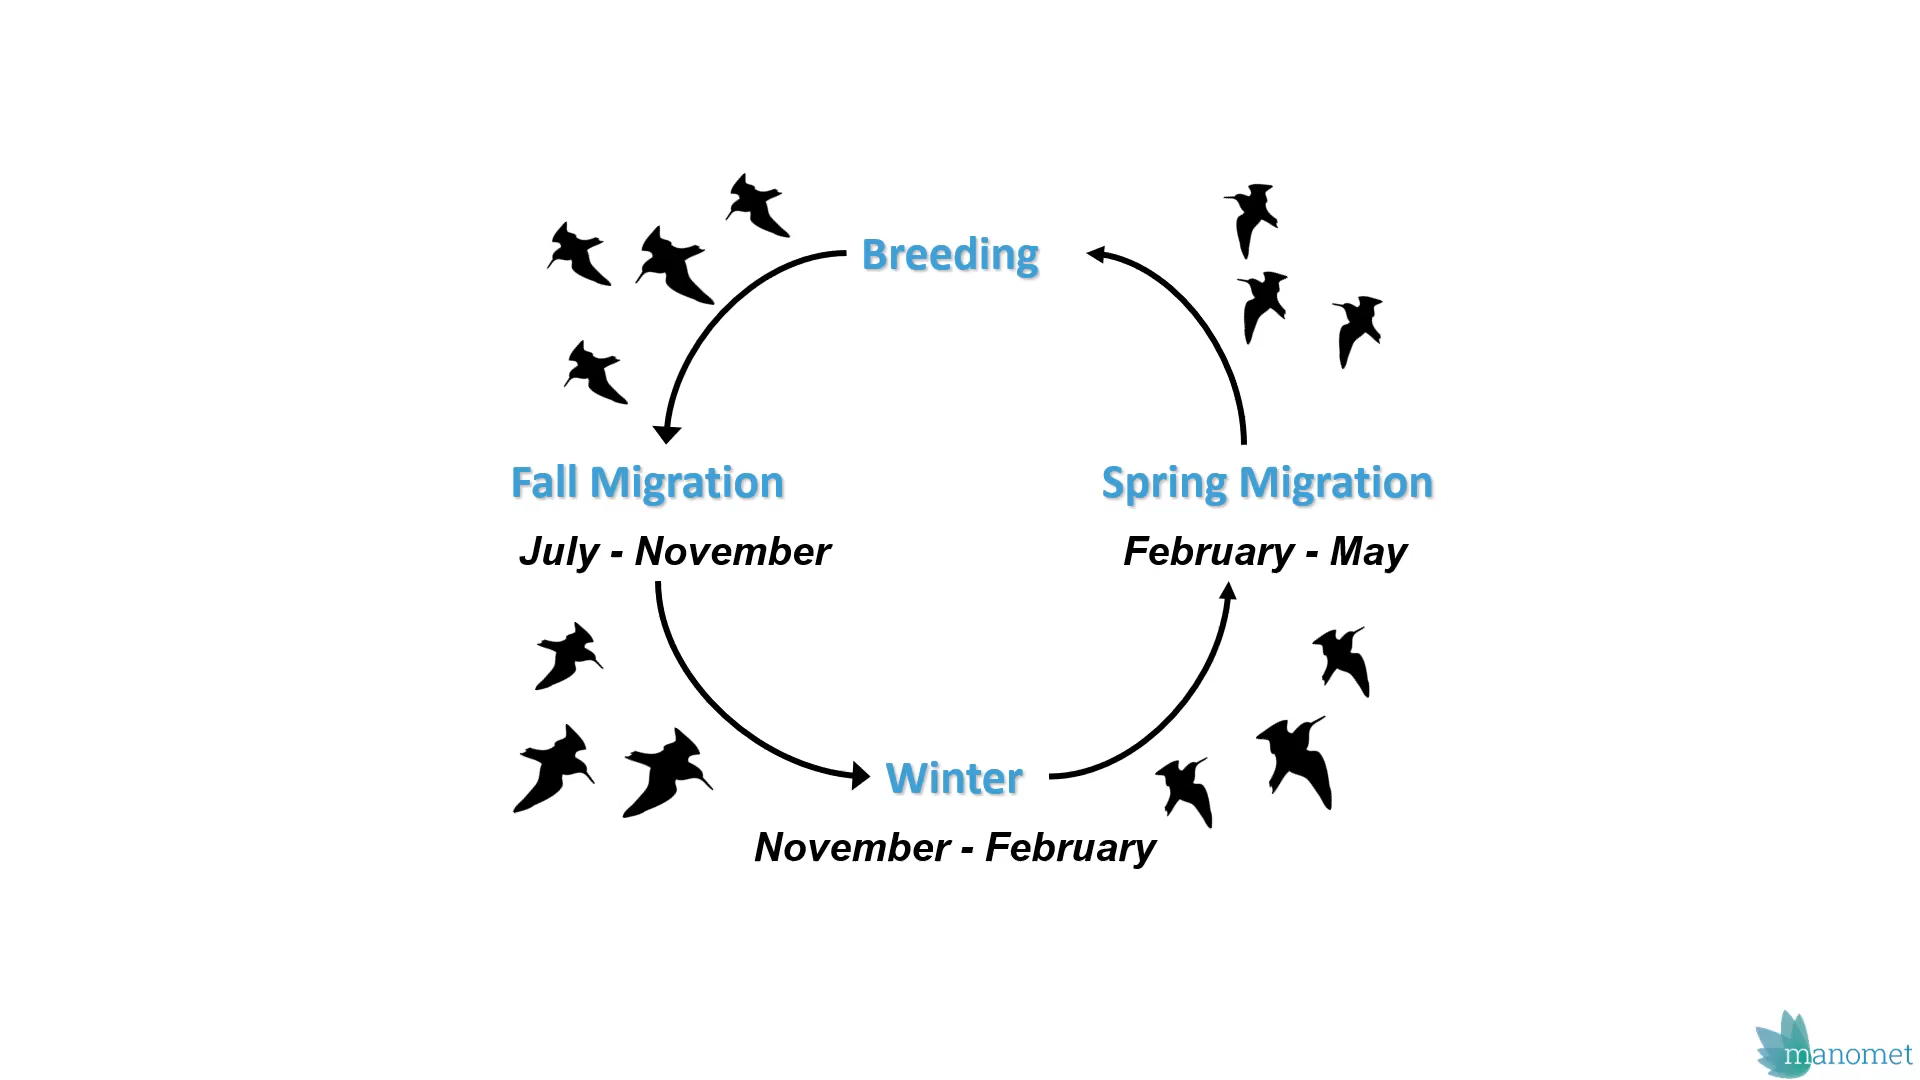 Breeding
Fall Migration
July - November
Spring Migration
February - May
Winter
November - February
manomet